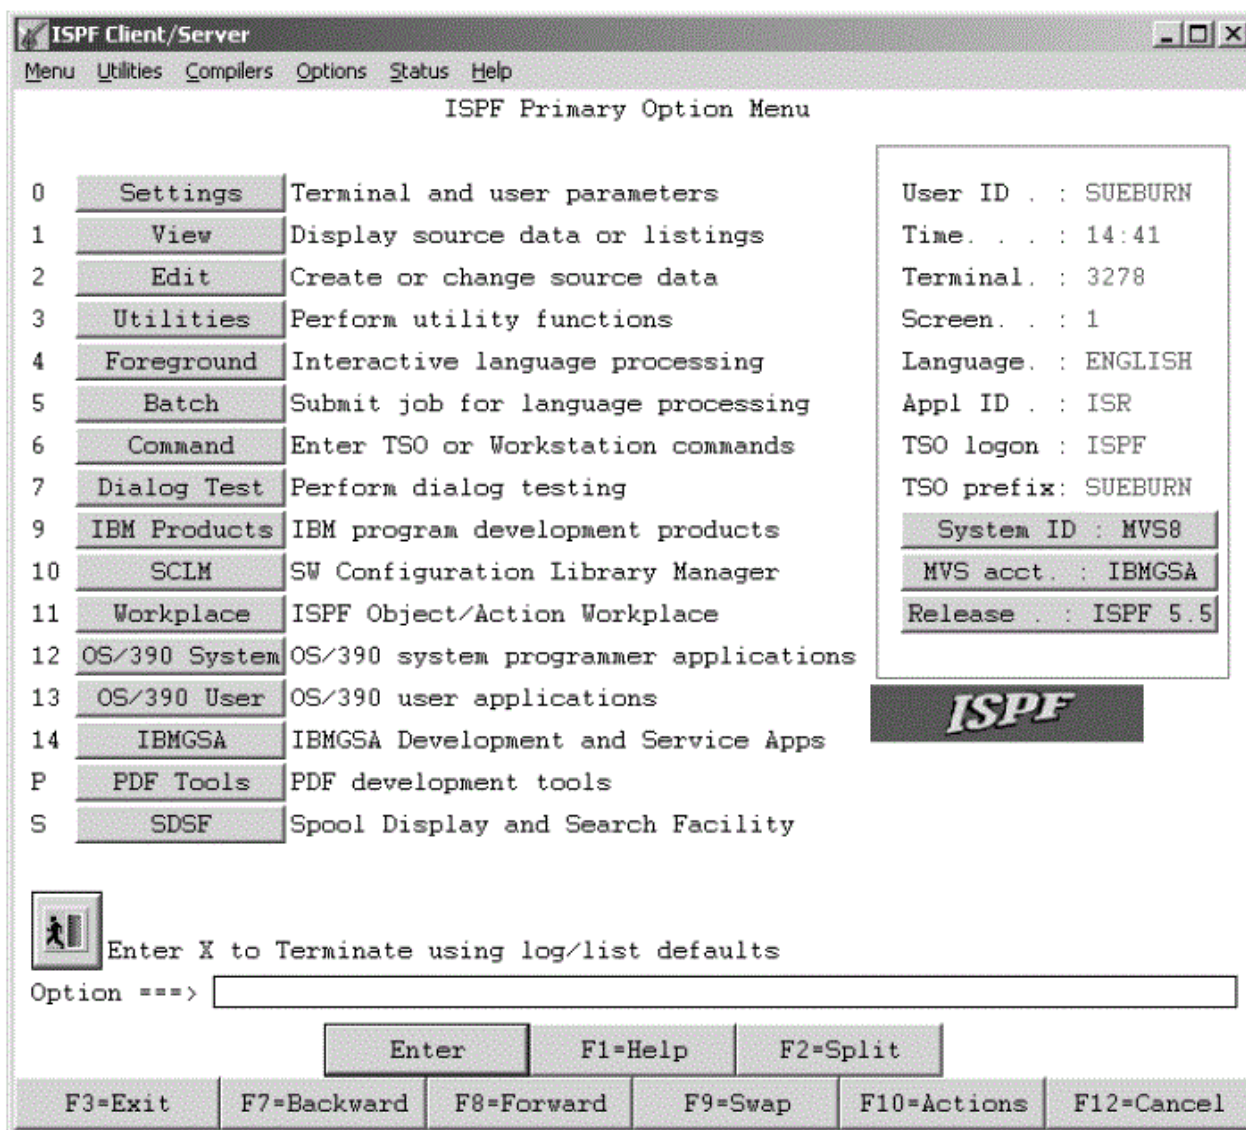 ISPF Client/Server
Menu Utilities Compilers Options Status Help
ISPF Primary Option Menu
0 Settings Terminal and user parameters
1 View Display source data or listings
2 Edit Create or change source data
3 Utilities Perform utility functions
4 Foreground Interactive language processing
5 Batch Submit job for language processing
6 Command Enter TSO or Workstation commands
7 Dialog Test Perform dialog testing
9 IBM Products IBM program development products
10 SCLM SW Configuration Library Manager
11 Workplace ISPF Object/Action Workplace
12 OS/390 System OS/390 system programmer applications
13 OS/390 User OS/390 user applications
14 IBMGSA IBMGSA Development and Service Apps
P PDF Tools PDF development tools
S SDSF Spool Display and Search Facility
User ID . : SUEBURN
Time. . . : 14:41
Terminal. : 3278
Screen. . : 1
Language. : ENGLISH
Appl ID . : ISR
TSO logon : ISPF
TSO prefix: SUEBURN
System ID : MVS8
MVS acct. : IBMGSA
Release . : ISPF 5.5
ISPF
Enter X to Terminate using log/list defaults
Option ===>
Enter F1=Help F2=Split
F3=Exit F7=Backward F8=Forward F9=Swap F10=Actions F12=Cancel